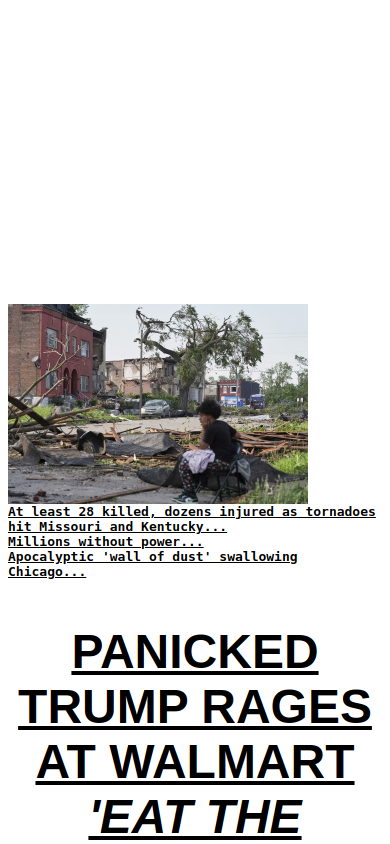 At least 28 killed, dozens injured as tornadoes
hit Missouri and Kentucky...
Millions without power...
Apocalyptic 'wall of dust' swallowing
Chicago...
PANICKED
TRUMP RAGES
AT WALMART
'EAT THE